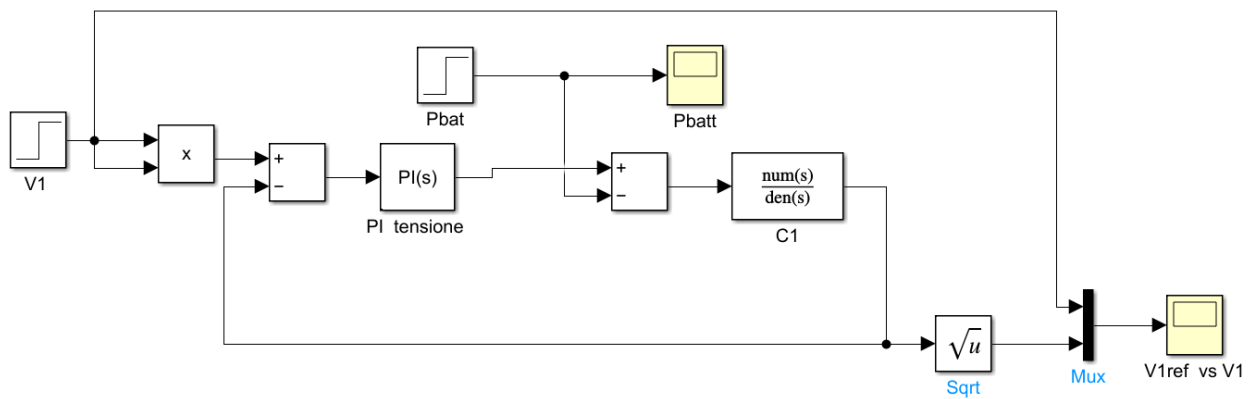 V1
x
+
−
PI(s)
PI tensione
Pbat
Pbatt
+
−
num(s)
den(s)
C1
√u
Sqrt
Mux
V1ref vs V1